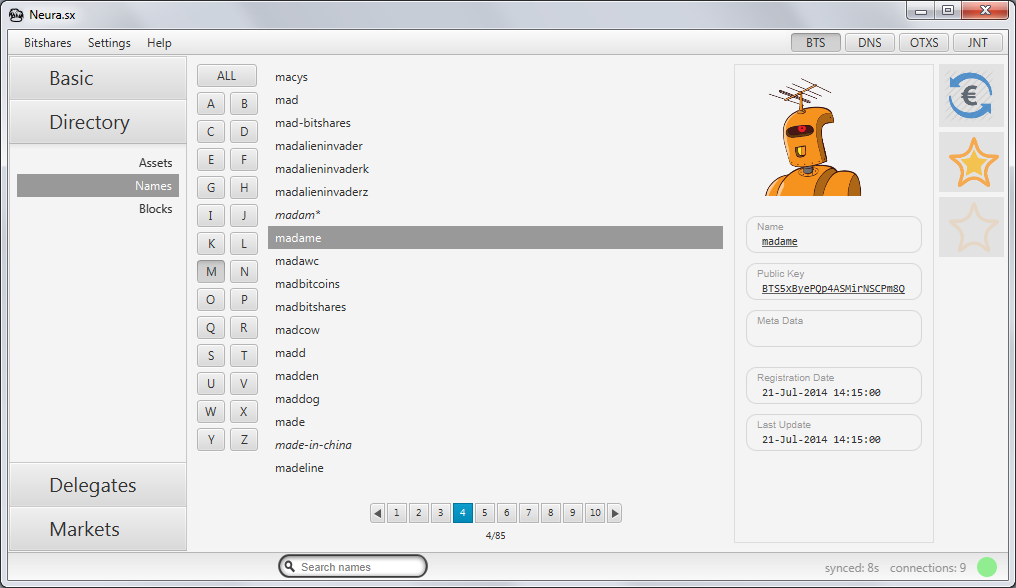 Neura.sx
Bitshares Settings Help
BTS DNS OTXS JNT
Basic
Directory
Assets
Names
Blocks
Delegates
Markets
ALL
A B
C D
E F
G H
I J
K L
M N
O P
Q R
S T
U V
W X
Y Z
macys
mad
mad-bitshares
madalieninvader
madalieninvaderk
madalieninvaderz
madam*
madame
madawc
madbitcoins
madbitshares
madcow
madd
madden
maddog
made
made-in-china
madeline
1 2 3 4 5 6 7 8 9 10
4/85
Name
madame
Public Key
BTS5xByePQp4ASMirNSCPm8Q
Meta Data
Registration Date
21-Jul-2014 14:15:00
Last Update
21-Jul-2014 14:15:00
€
Search names
synced: 8s connections: 9